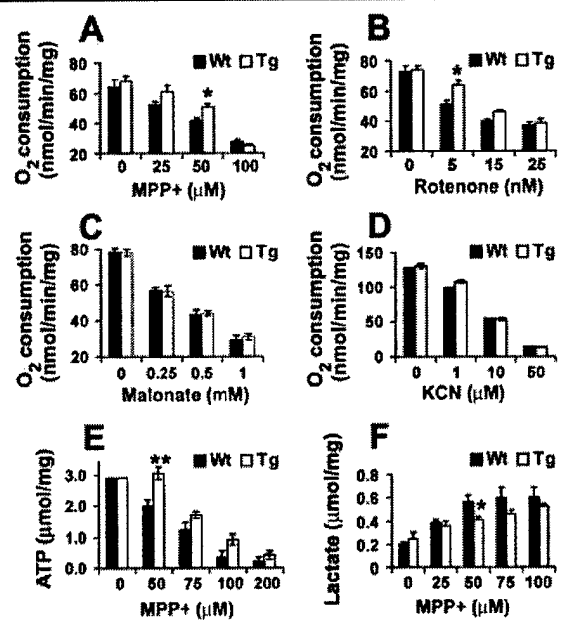 A
B
80
60
40
20
O2 consumption
(nmol/min/mg)
Wt Tg
*
0 25 50 100
MPP+ (μM)
80
60
40
20
O2 consumption
(nmol/min/mg)
Wt Tg
*
0 5 15 25
Rotenone (nM)
C
D
80
60
40
20
O2 consumption
(nmol/min/mg)
Wt Tg
0 0.25 0.5 1
Malonate (mM)
150
100
50
0
O2 consumption
(nmol/min/mg)
Wt Tg
0 1 10 50
KCN (μM)
E
F
3.0
2.0
1.0
0.0
ATP (μmol/mg)
Wt Tg
**
0 50 75 100 200
MPP+ (μM)
0.8
0.6
0.4
0.2
0
Lactate (μmol/mg)
Wt Tg
*
0 25 50 75 100
MPP+ (μM)